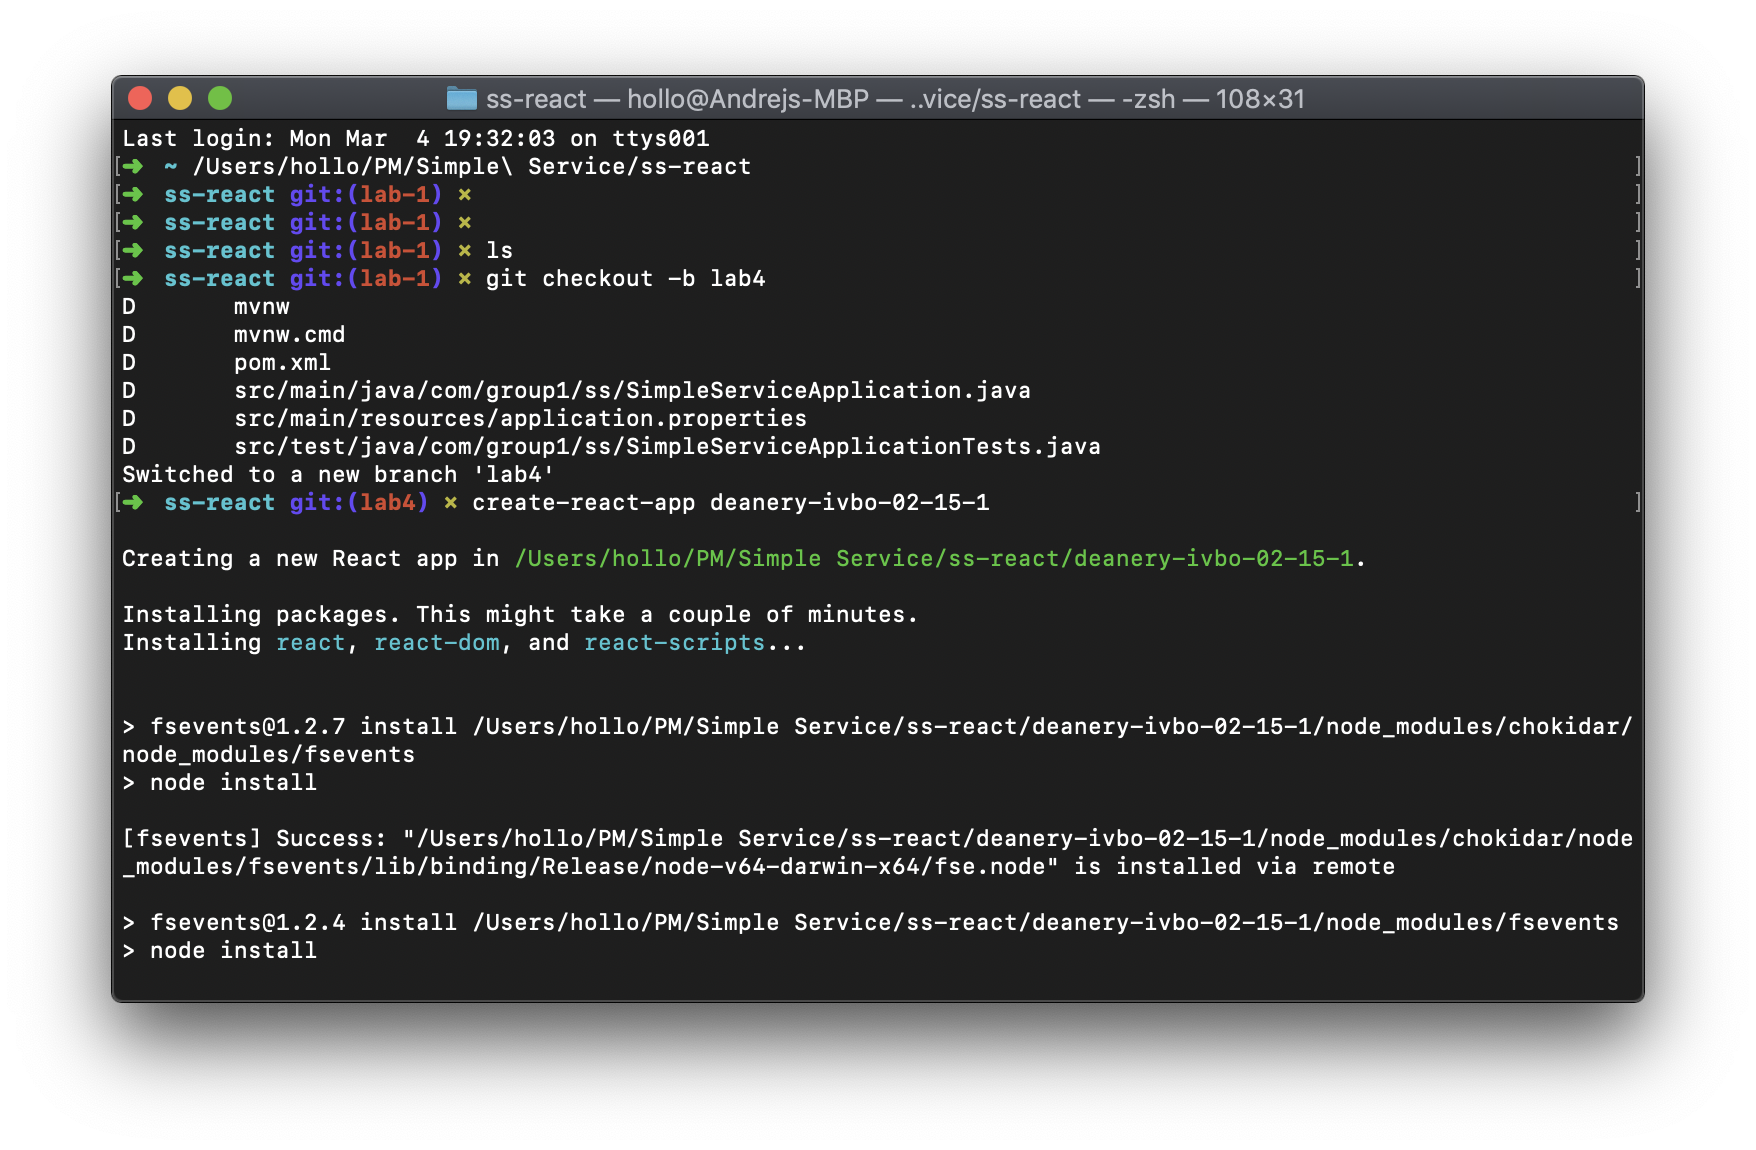 ss-react — hollo@Andrejs-MBP — ..vice/ss-react — -zsh — 108×31
Last login: Mon Mar  4 19:32:03 on ttys001
[➜  ~ /Users/hollo/PM/Simple\ Service/ss-react ]
[➜  ss-react git:(lab-1) × ]
[➜  ss-react git:(lab-1) × ]
[➜  ss-react git:(lab-1) × ls ]
[➜  ss-react git:(lab-1) × git checkout -b lab4 ]
D       mvnw
D       mvnw.cmd
D       pom.xml
D       src/main/java/com/group1/ss/SimpleServiceApplication.java
D       src/main/resources/application.properties
D       src/test/java/com/group1/ss/SimpleServiceApplicationTests.java
Switched to a new branch 'lab4'
[➜  ss-react git:(lab4) × create-react-app deanery-ivbo-02-15-1 ]
Creating a new React app in /Users/hollo/PM/Simple Service/ss-react/deanery-ivbo-02-15-1.
Installing packages. This might take a couple of minutes.
Installing react, react-dom, and react-scripts...
> fsevents@1.2.7 install /Users/hollo/PM/Simple Service/ss-react/deanery-ivbo-02-15-1/node_modules/chokidar/
node_modules/fsevents
> node install
[fsevents] Success: "/Users/hollo/PM/Simple Service/ss-react/deanery-ivbo-02-15-1/node_modules/chokidar/node
_modules/fsevents/lib/binding/Release/node-v64-darwin-x64/fse.node" is installed via remote
> fsevents@1.2.4 install /Users/hollo/PM/Simple Service/ss-react/deanery-ivbo-02-15-1/node_modules/fsevents
> node install